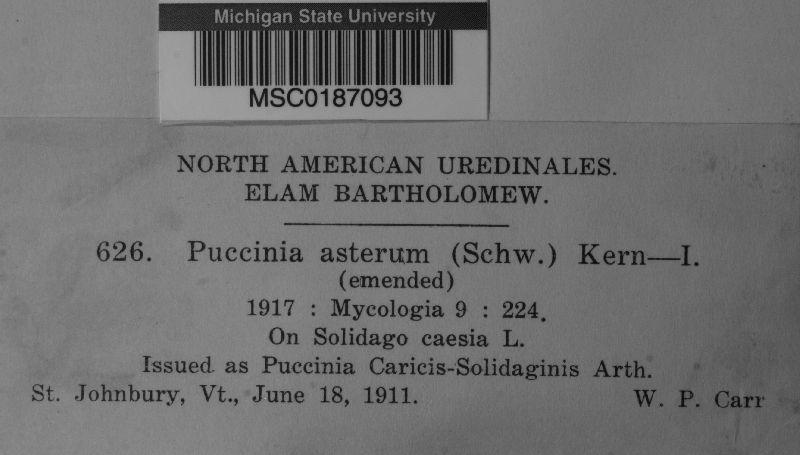 Michigan State University
MSC0187093
NORTH AMERICAN UREDINALES.
ELAM BARTHOLOMEW.
626. Puccinia asterum (Schw.) Kern—I.
(emended)
1917 : Mycologia 9 : 224.
On Solidago caesia L.
Issued as Puccinia Caricis-Solidaginis Arth.
St. Johnbury, Vt., June 18, 1911. W. P. Carr